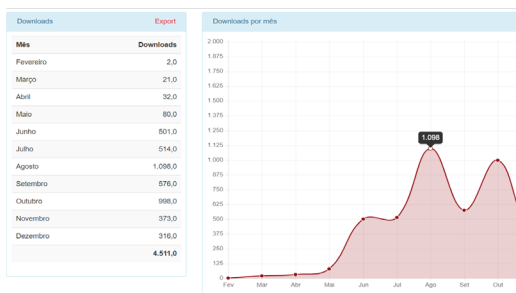 Downloads Export
Mês Downloads
Fevereiro 2,0
Março 21,0
Abril 32,0
Maio 80,0
Junho 501,0
Julho 514,0
Agosto 1.098,0
Setembro 576,0
Outubro 998,0
Novembro 373,0
Dezembro 316,0
4.511,0
Downloads por mês
2.000
1.875
1.750
1.625
1.500
1.375
1.250
1.125
1.000
875
750
625
500
375
250
125
0
1.098
Fev Mar Abr Mai Jun Jul Ago Set Out